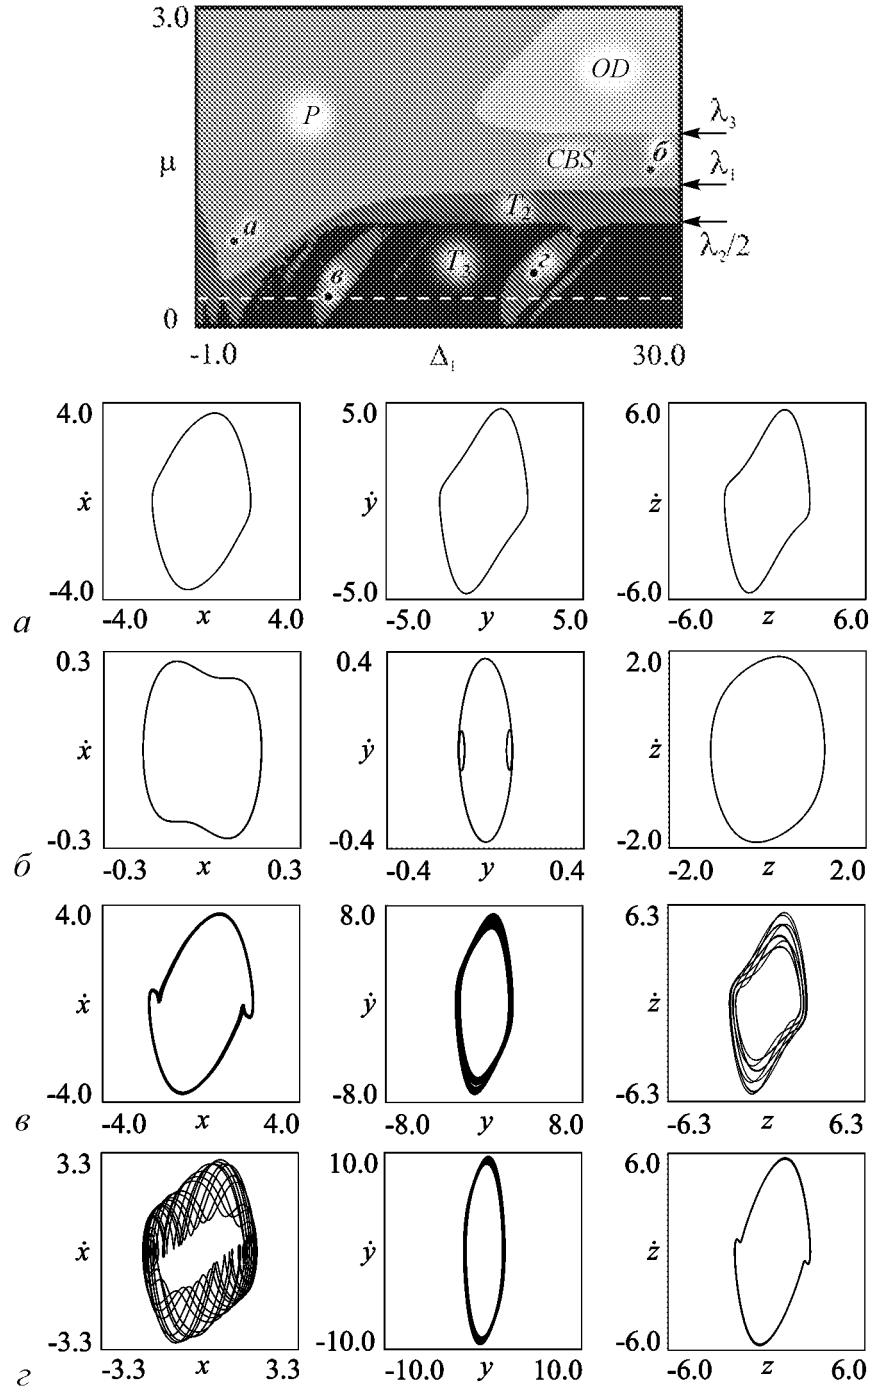 3.0
OD
P
λ₃
μ
CBS
б
λ₁
T₂
а
λ₂/2
в
T₃
г
0
-1.0
Δ₁
30.0
4.0
5.0
6.0
ẋ
ẏ
ż
-4.0
-5.0
-6.0
а
-4.0 x 4.0
-5.0 y 5.0
-6.0 z 6.0
0.3
0.4
2.0
ẋ
ẏ
ż
-0.3
-0.4
-2.0
б
-0.3 x 0.3
-0.4 y 0.4
-2.0 z 2.0
4.0
8.0
6.3
ẋ
ẏ
ż
-4.0
-8.0
-6.3
в
-4.0 x 4.0
-8.0 y 8.0
-6.3 z 6.3
3.3
10.0
6.0
ẋ
ẏ
ż
-3.3
-10.0
-6.0
г
-3.3 x 3.3
-10.0 y 10.0
-6.0 z 6.0